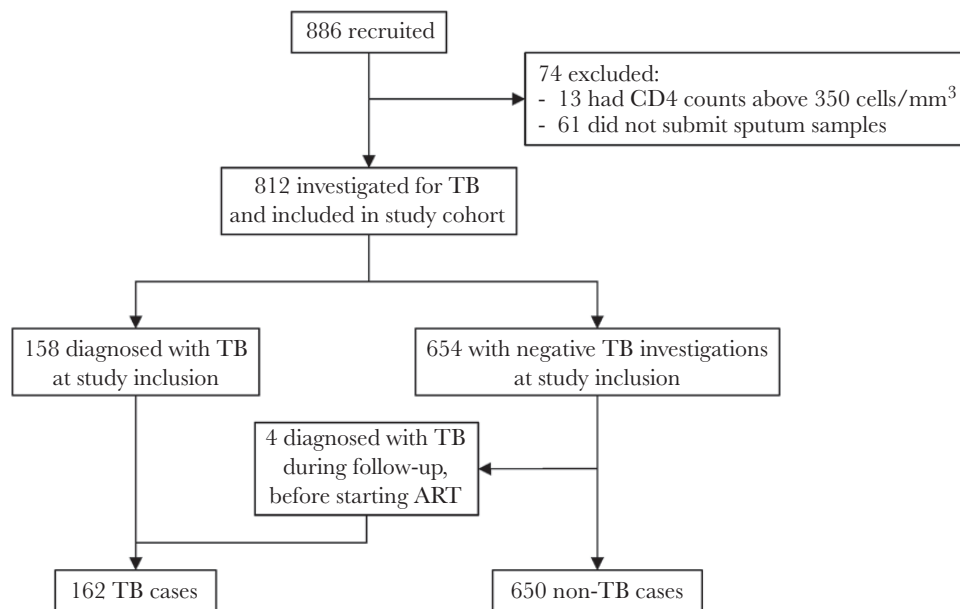 886 recruited
74 excluded:
- 13 had CD4 counts above 350 cells/mm³
- 61 did not submit sputum samples
812 investigated for TB
and included in study cohort
158 diagnosed with TB
at study inclusion
654 with negative TB investigations
at study inclusion
4 diagnosed with TB
during follow-up,
before starting ART
162 TB cases
650 non-TB cases